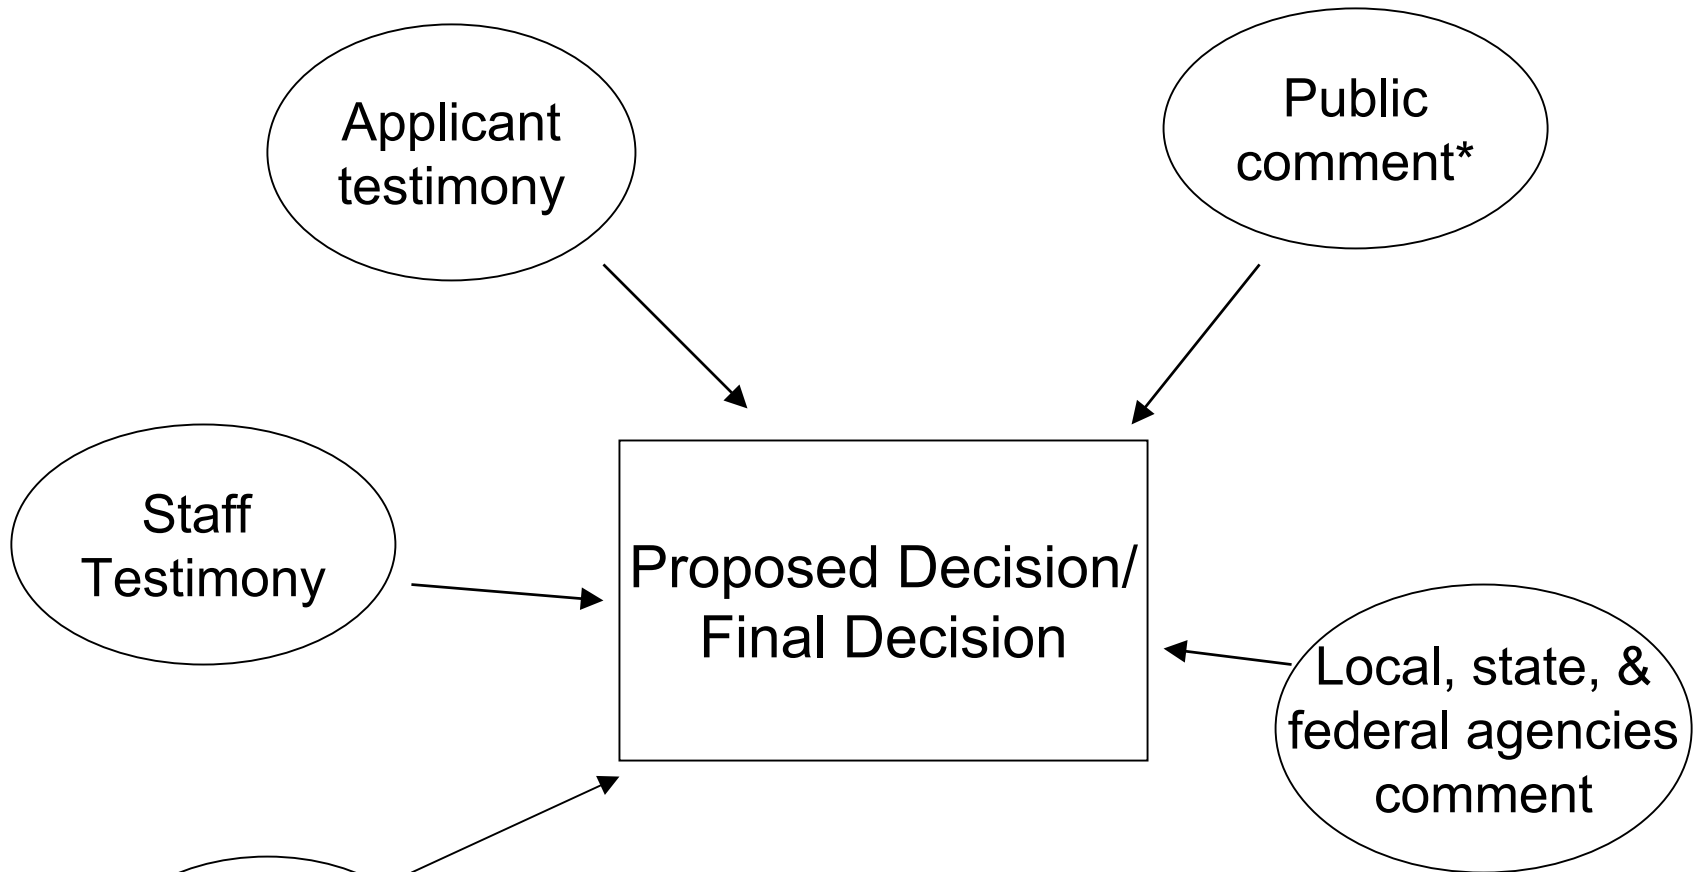 Applicant
testimony
Public
comment*
Staff
Testimony
Proposed Decision/
Final Decision
Local, state, &
federal agencies
comment